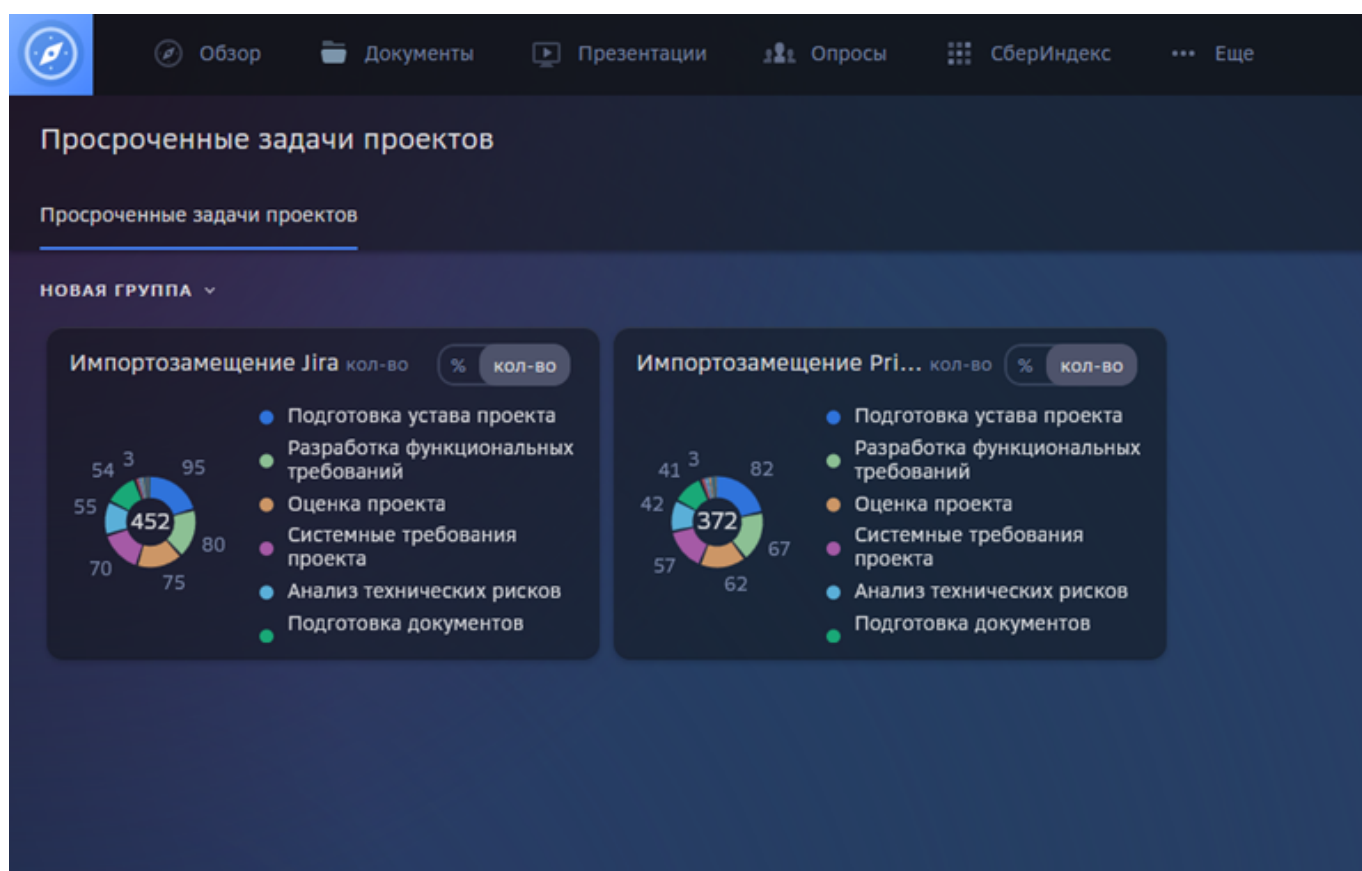 Обзор
Документы
Презентации
Опросы
СберИндекс
Еще
Просроченные задачи проектов
Просроченные задачи проектов
НОВАЯ ГРУППА
Импортозамещение Jira кол-во % кол-во
Подготовка устава проекта
Разработка функциональных
требований
Оценка проекта
Системные требования
проекта
Анализ технических рисков
Подготовка документов
54 3 95
55 452
80
70
75
Импортозамещение Pri... кол-во % кол-во
Подготовка устава проекта
Разработка функциональных
требований
Оценка проекта
Системные требования
проекта
Анализ технических рисков
Подготовка документов
41 3 82
42 372
67
57
62